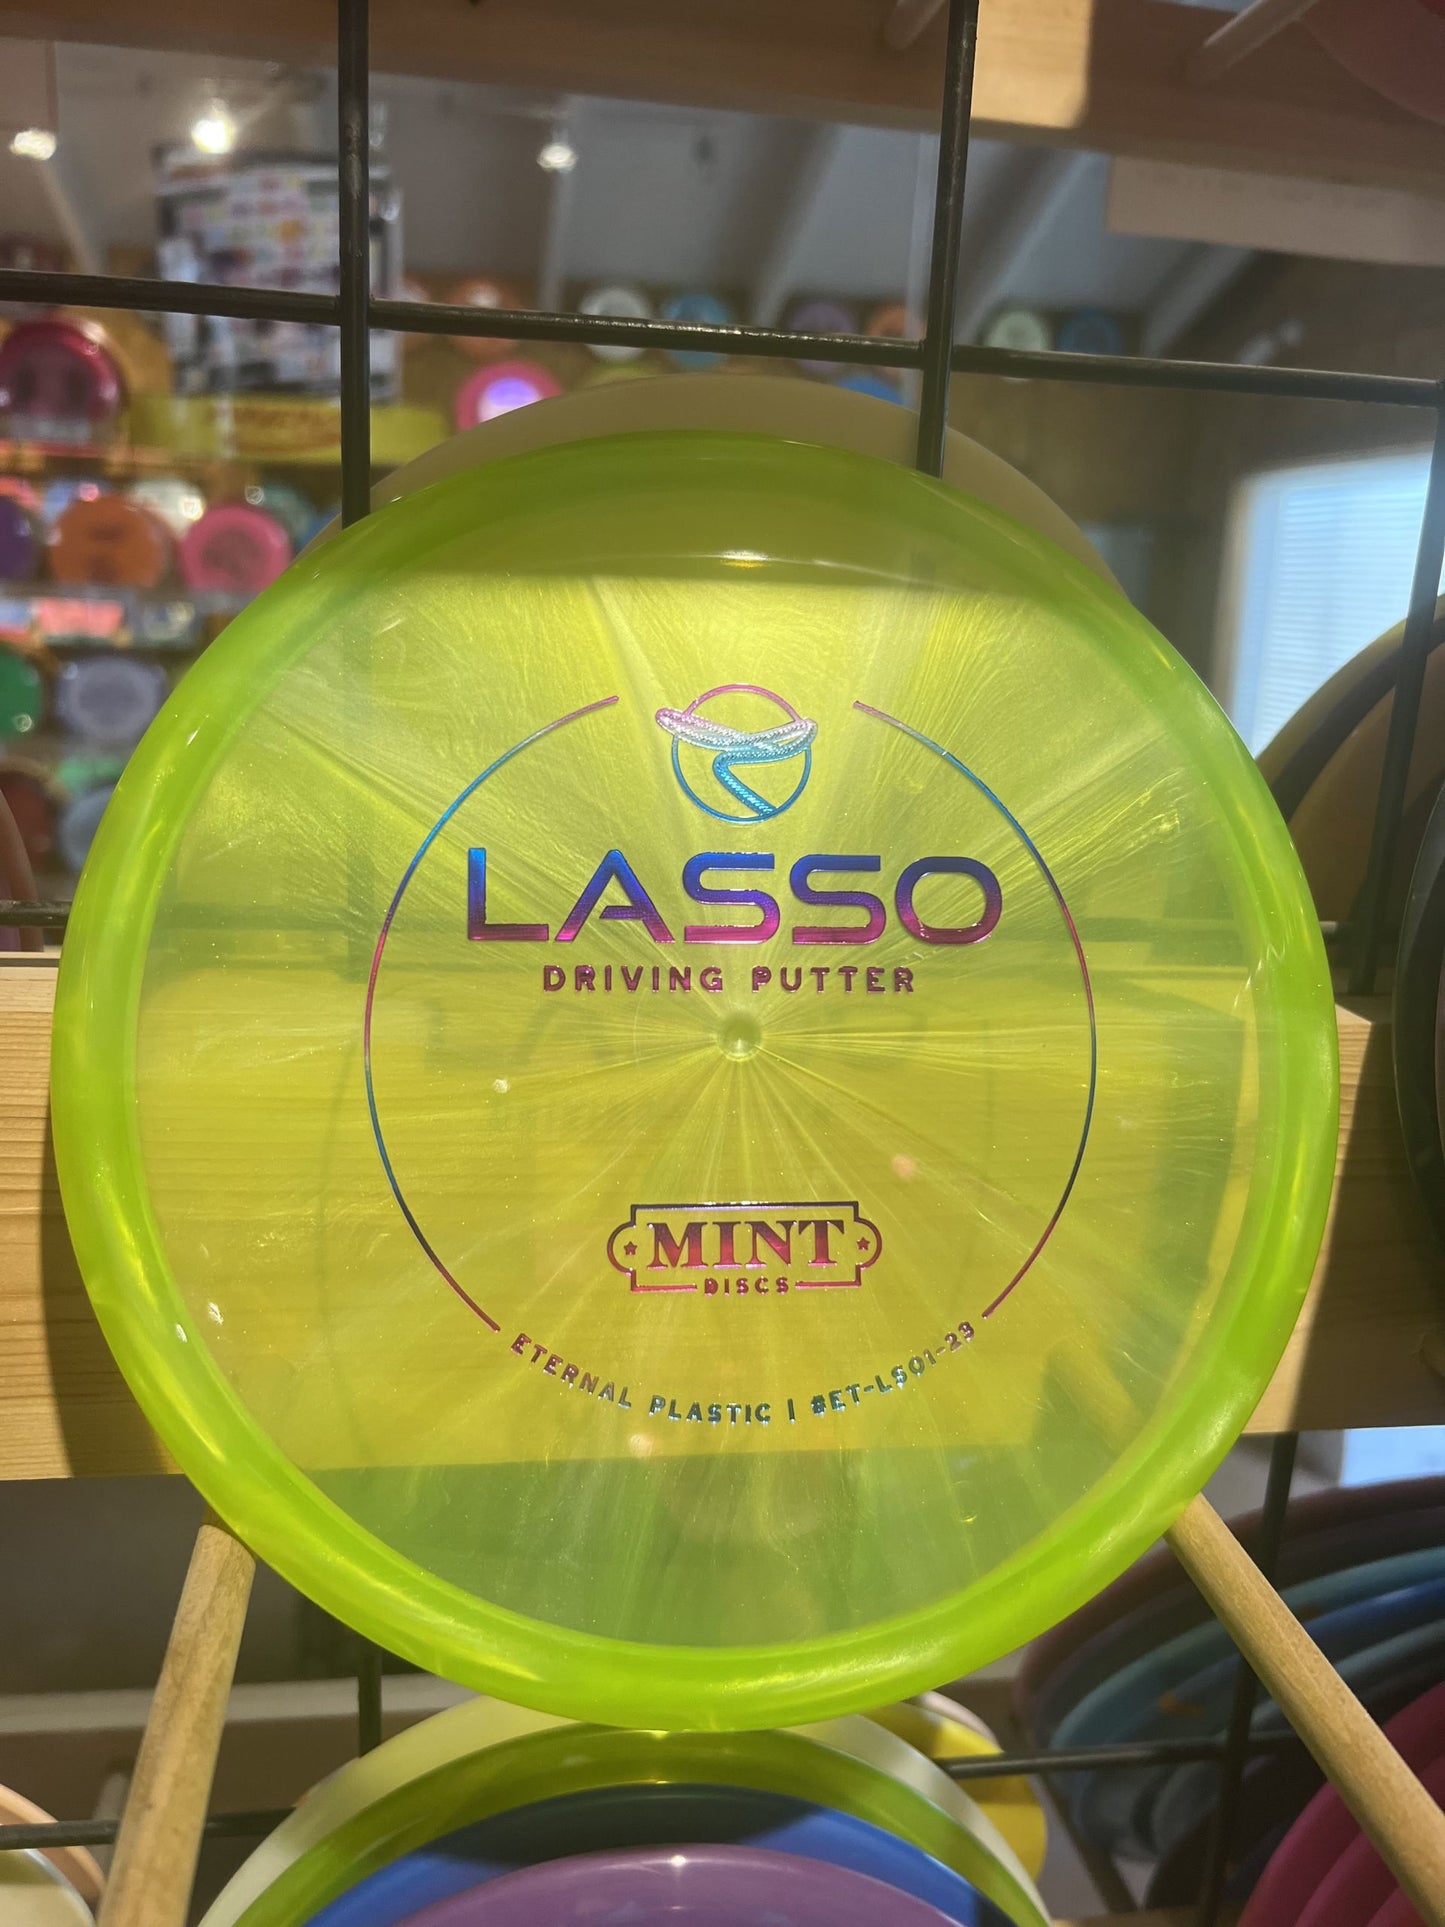 LASSO
DRIVING PUTTER
MINT
DISCS
ETERNAL PLASTIC | #ET-LS01-23